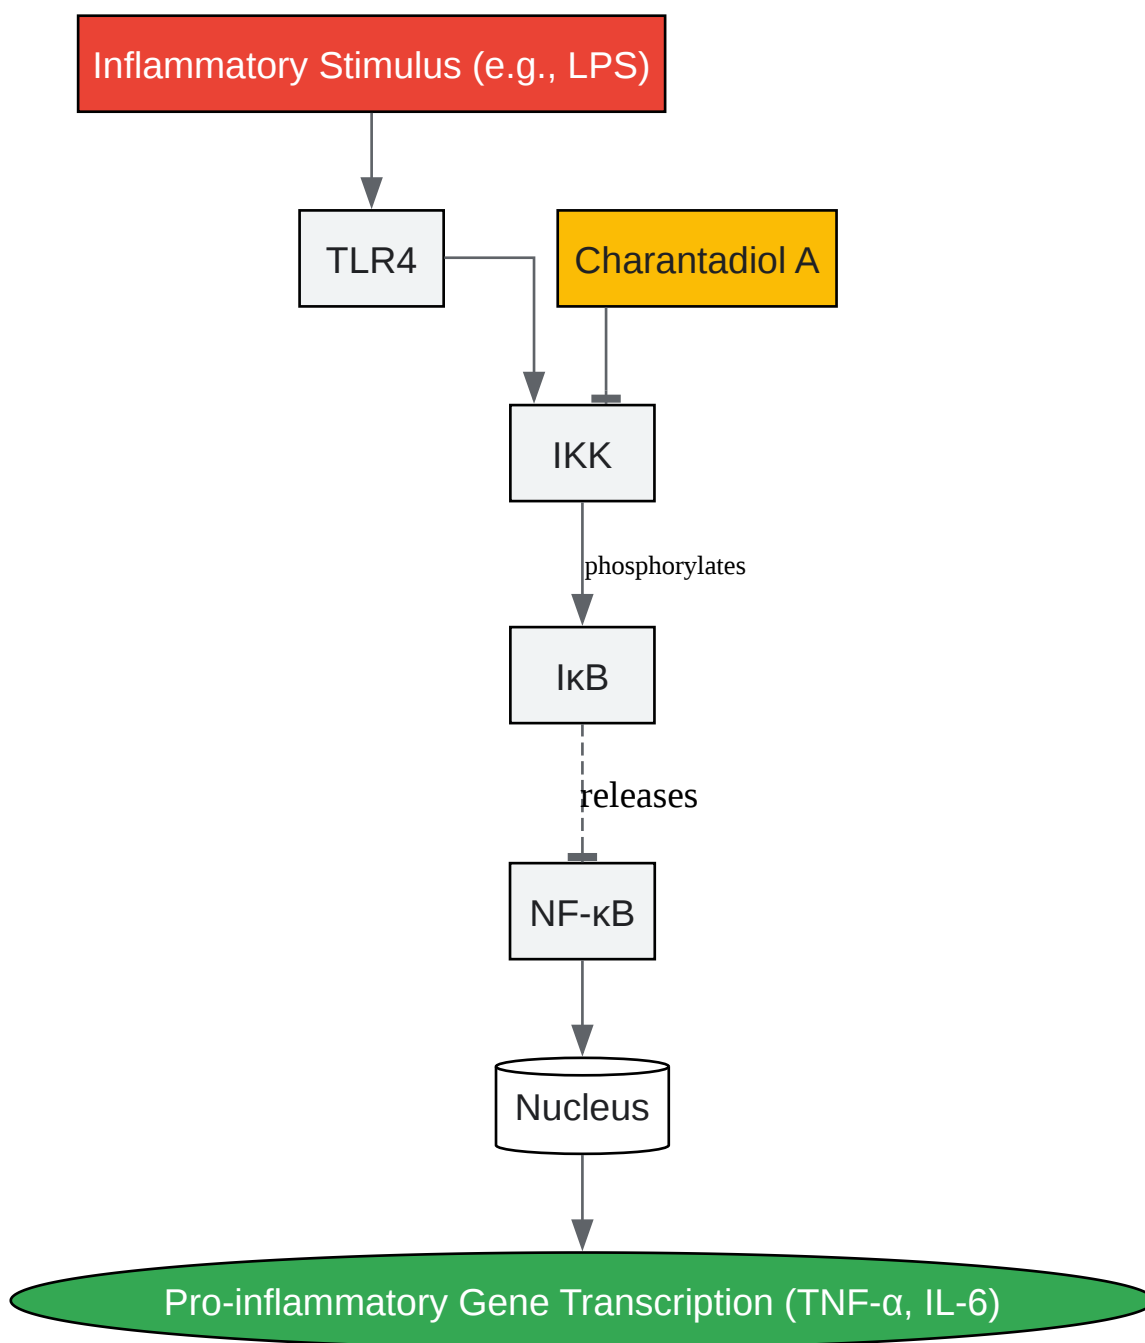 Inflammatory Stimulus (e.g., LPS)
TLR4
Charantadiol A
IKK
phosphorylates
IκB
releases
NF-κB
Nucleus
Pro-inflammatory Gene Transcription (TNF-α, IL-6)